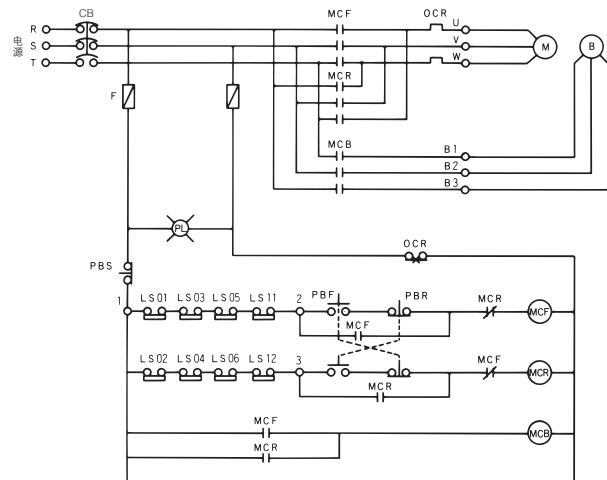 CB MCF OCR U
R
S V M B
电源
T W
MCR
F
MCB
B1
B2
B3
PL
OCR
PBS
1 LS01 LS03 LS05 LS11 2 PBF PBR MCR
MCF MCF
LS02 LS04 LS06 LS12 3 MCF
MCR MCR
MCF MCB
MCR